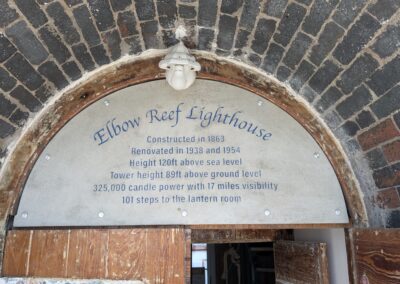 Elbow Reef Lighthouse
Constructed in 1863
Renovated in 1938 and 1954
Height 120ft above sea level
Tower height 89ft above ground level
325,000 candle power with 17 miles visibility
101 steps to the lantern room